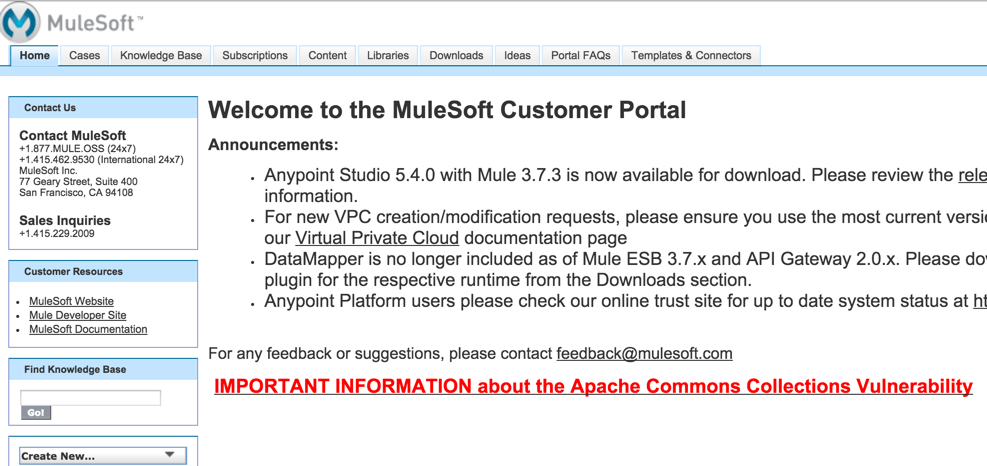 MuleSoft™
Home Cases Knowledge Base Subscriptions Content Libraries Downloads Ideas Portal FAQs Templates & Connectors
Contact Us
Contact MuleSoft
+1.877.MULE.OSS (24x7)
+1.415.462.9530 (International 24x7)
MuleSoft Inc.
77 Geary Street, Suite 400
San Francisco, CA 94108
Sales Inquiries
+1.415.229.2009
Customer Resources
• MuleSoft Website
• Mule Developer Site
• MuleSoft Documentation
Find Knowledge Base
Go!
Create New...
Welcome to the MuleSoft Customer Portal
Announcements:
• Anypoint Studio 5.4.0 with Mule 3.7.3 is now available for download. Please review the rele
information.
• For new VPC creation/modification requests, please ensure you use the most current versi
our Virtual Private Cloud documentation page
• DataMapper is no longer included as of Mule ESB 3.7.x and API Gateway 2.0.x. Please do
plugin for the respective runtime from the Downloads section.
• Anypoint Platform users please check our online trust site for up to date system status at ht
For any feedback or suggestions, please contact feedback@mulesoft.com
IMPORTANT INFORMATION about the Apache Commons Collections Vulnerability